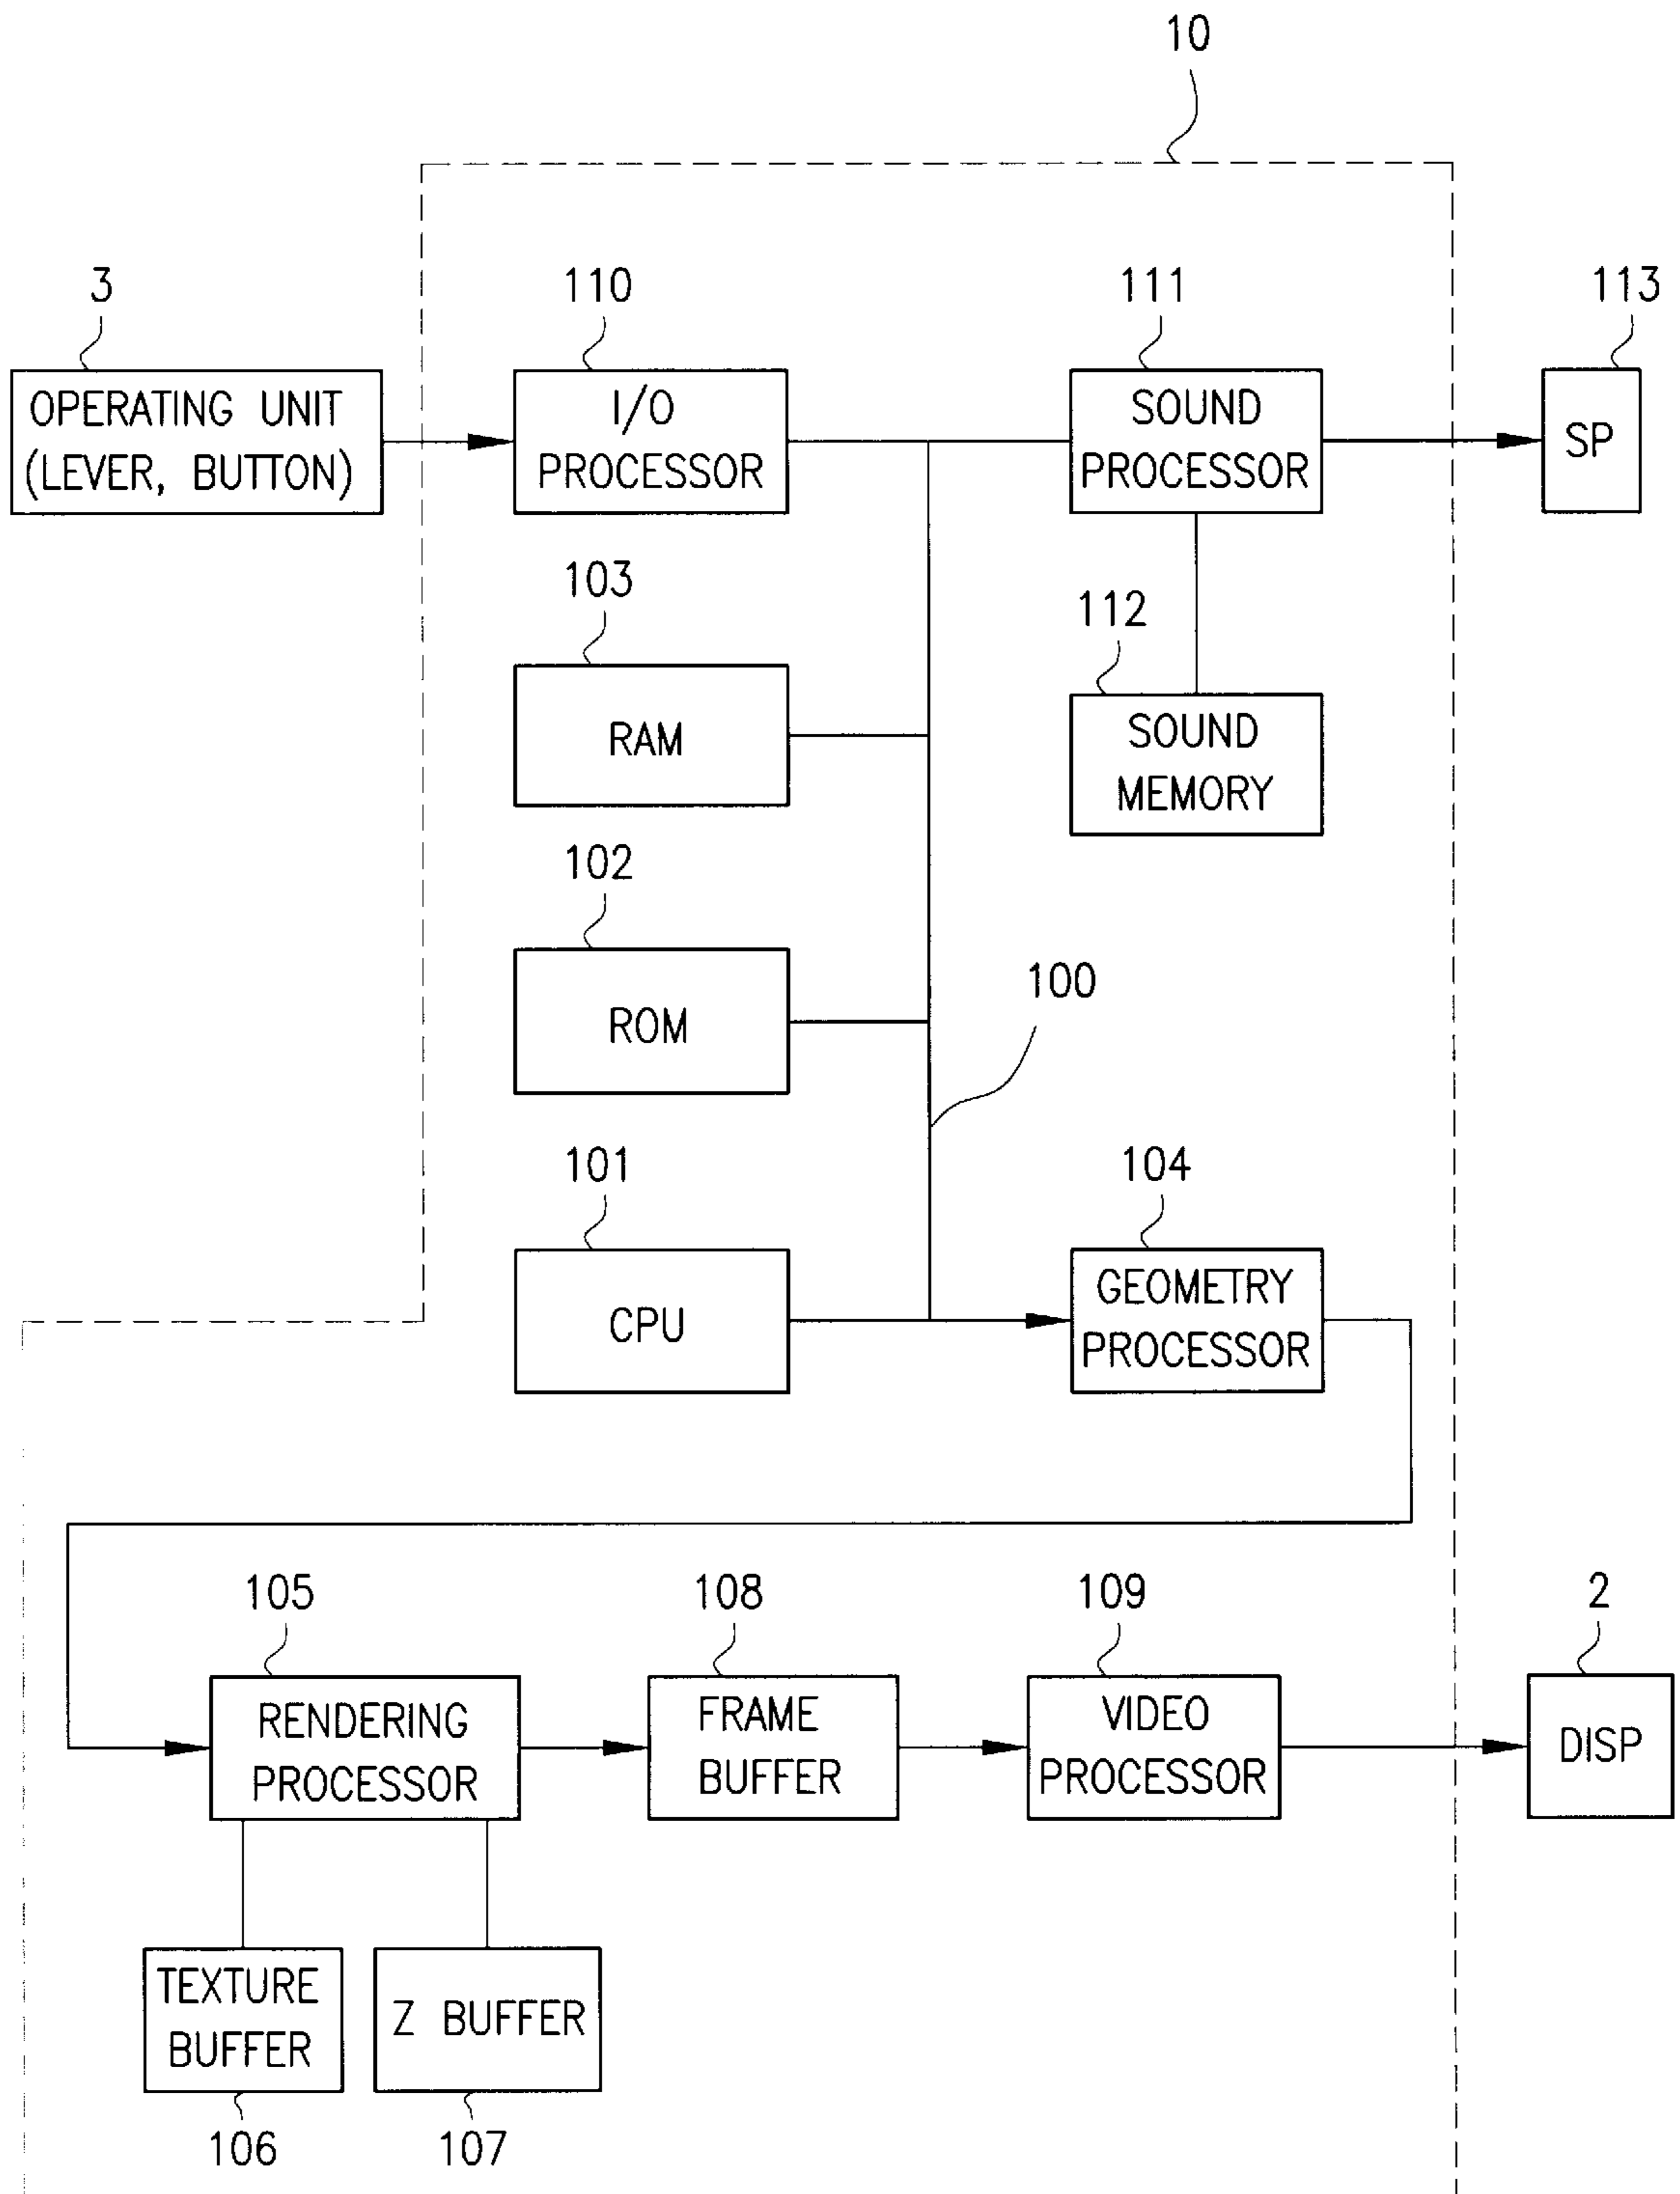 10
3
110
111
113
OPERATING UNIT
(LEVER, BUTTON)
I/O
PROCESSOR
SOUND
PROCESSOR
SP
103
RAM
112
SOUND
MEMORY
102
ROM
100
101
CPU
104
GEOMETRY
PROCESSOR
105
RENDERING
PROCESSOR
108
FRAME
BUFFER
109
VIDEO
PROCESSOR
2
DISP
TEXTURE
BUFFER
106
Z BUFFER
107